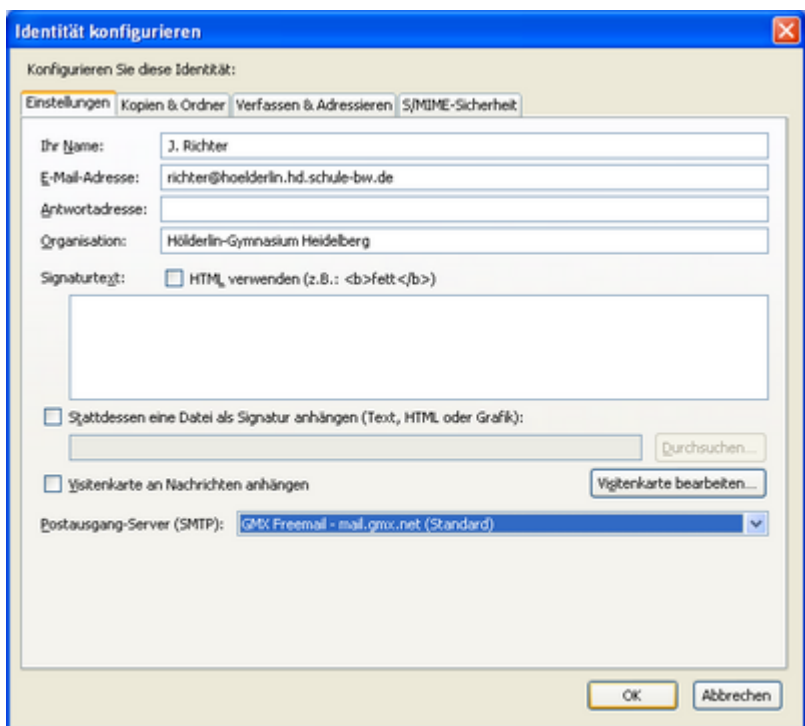 Identität konfigurieren
Konfigurieren Sie diese Identität:
Einstellungen Kopien & Ordner Verfassen & Adressieren S/MIME-Sicherheit
Ihr Name: J. Richter
E-Mail-Adresse: richter@hoelderlin.hd.schule-bw.de
Antwortadresse:
Organisation: Hölderlin-Gymnasium Heidelberg
Signaturtext: HTML verwenden (z.B.: <b>fett</b>)
Stattdessen eine Datei als Signatur anhängen (Text, HTML oder Grafik):
Durchsuchen...
Visitenkarte an Nachrichten anhängen Visitenkarte bearbeiten...
Postausgang-Server (SMTP): GMX Freemail - mail.gmx.net (Standard)
OK Abbrechen